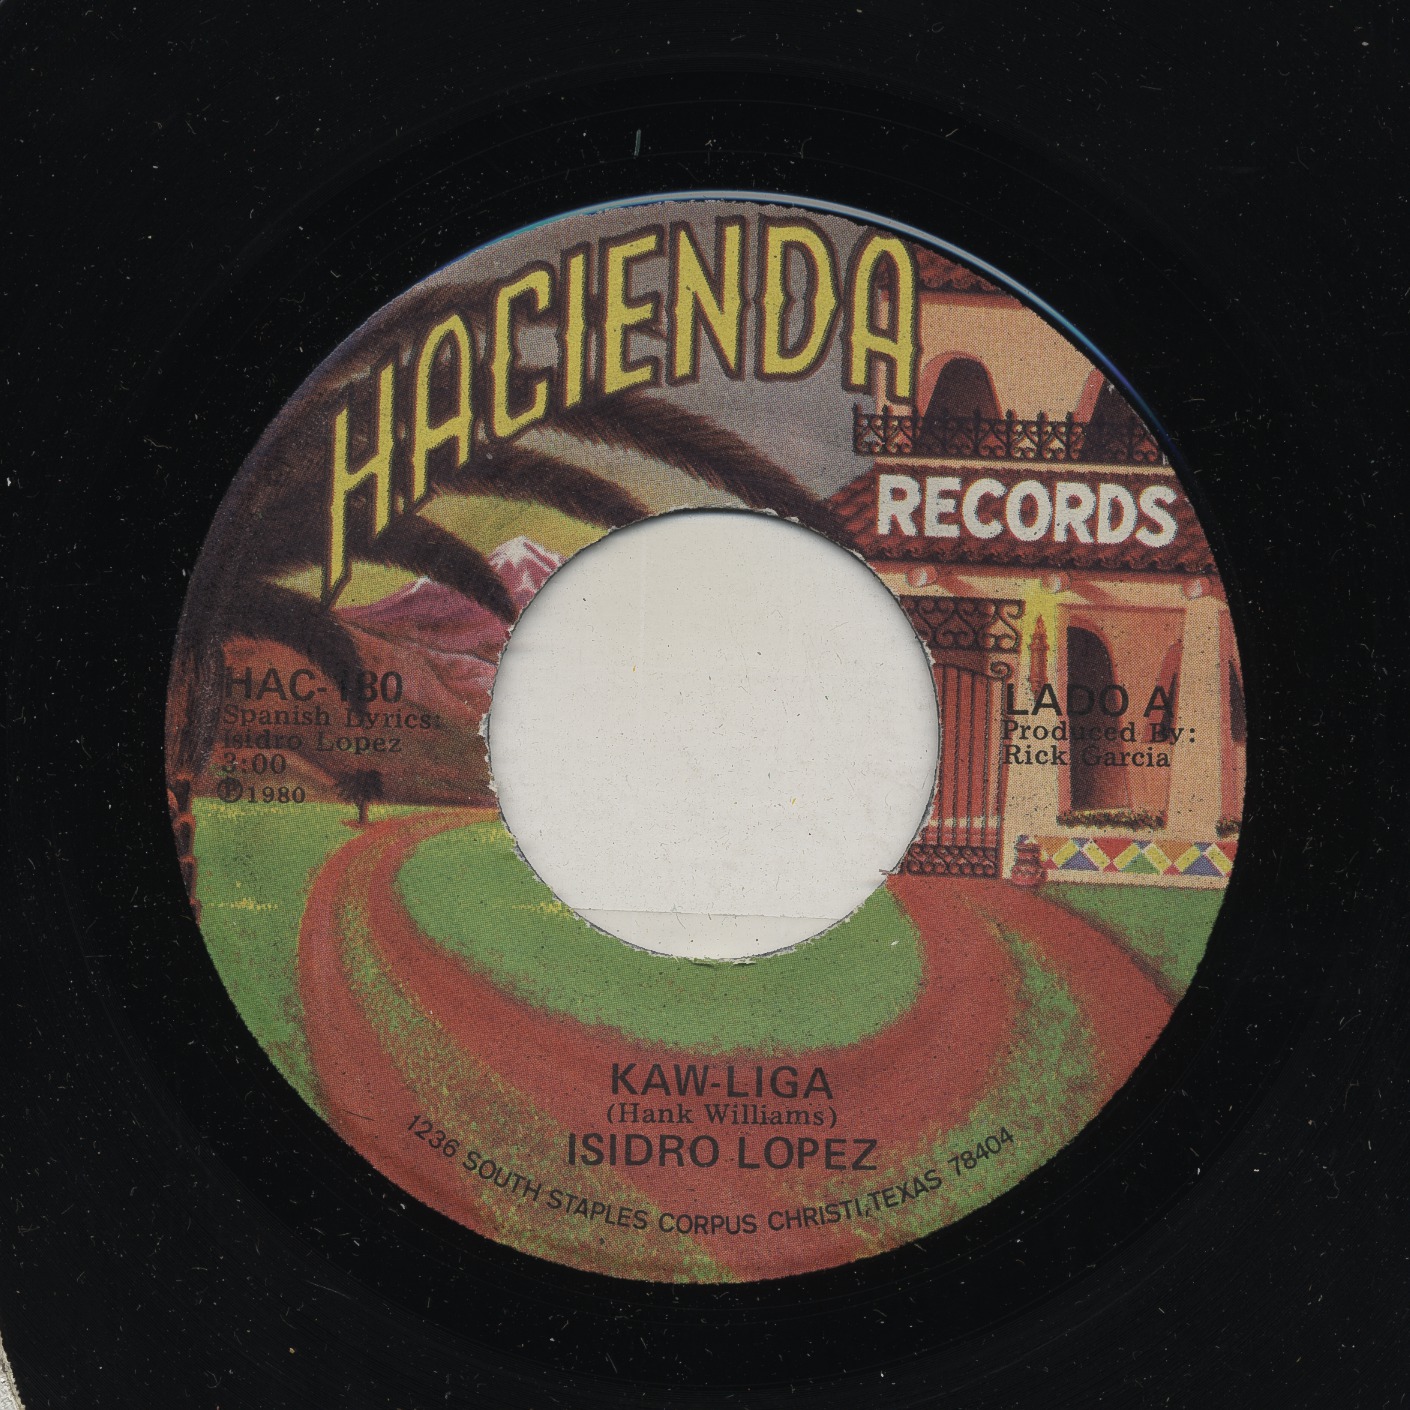 HACIENDA
RECORDS
HAC-180
Spanish Lyrics:
Isidro Lopez
3:00
Ⓟ1980
LADO A
Produced By:
Rick Garcia
KAW-LIGA
(Hank Williams)
ISIDRO LOPEZ
1236 SOUTH STAPLES CORPUS CHRISTI, TEXAS 78404